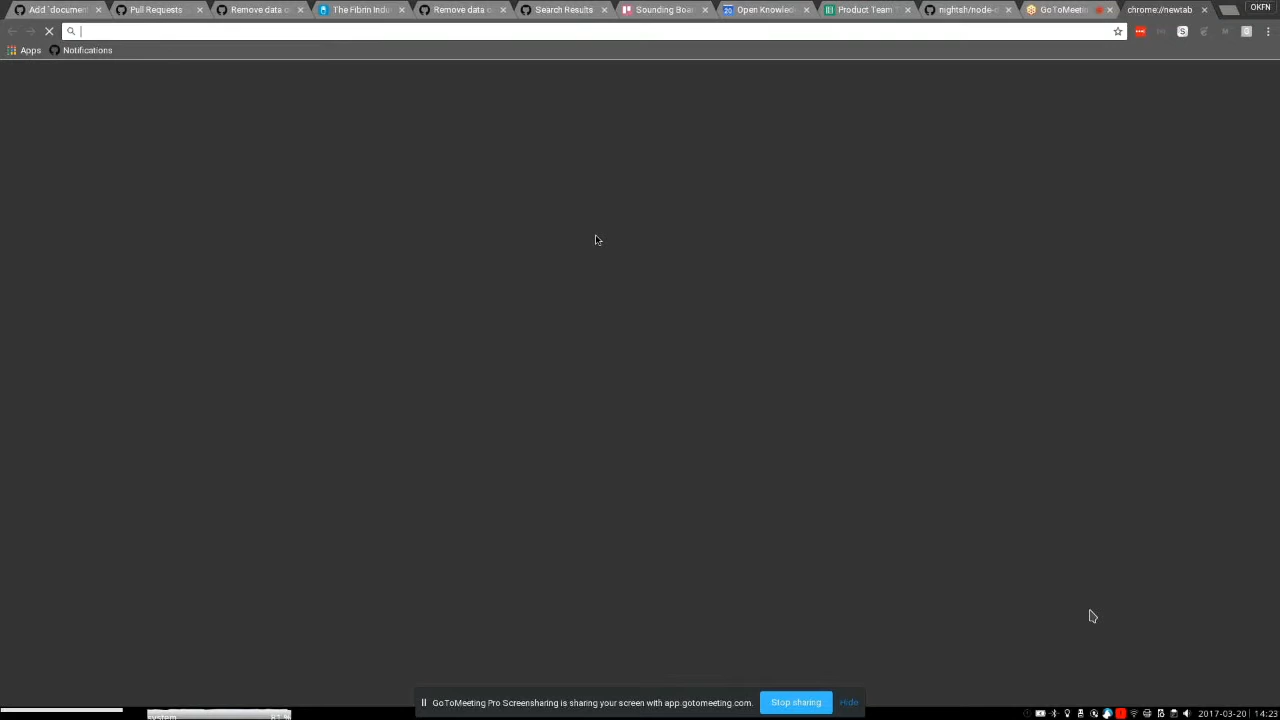 Add `documen
Pull Requests
Remove data o
The Fibrin Indu
Remove data o
Search Results
Sounding Boar
Open Knowled
Product Team
nightsh/node-
GoToMeetin
chrome://newtab
OKFN
Apps
Notifications
GoToMeeting Pro Screensharing is sharing your screen with app.gotomeeting.com.
Stop sharing
Hide
system 81 %
2017-03-20
14:23